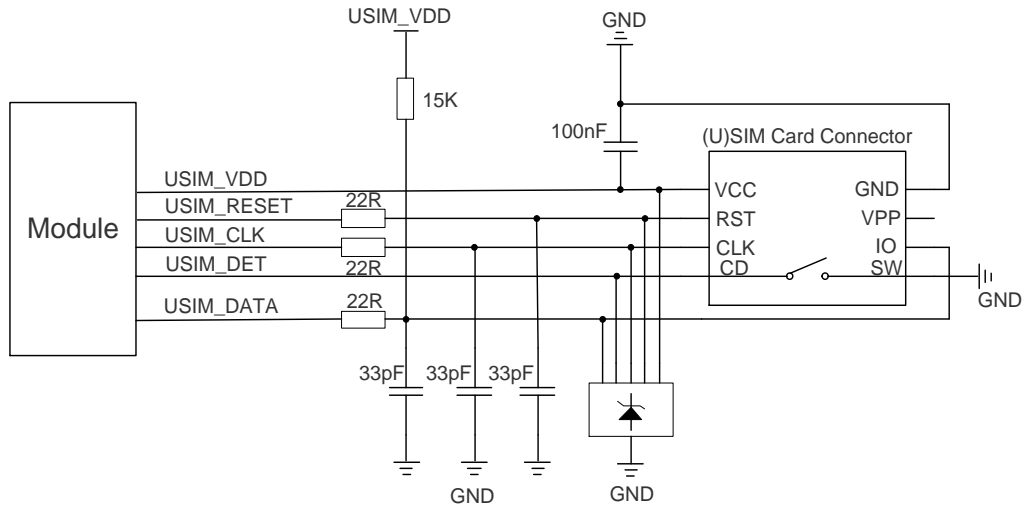 USIM_VDD
GND
15K
100nF
(U)SIM Card Connector
Module
USIM_VDD
USIM_RESET
22R
USIM_CLK
USIM_DET
22R
USIM_DATA
22R
VCC
GND
RST
VPP
CLK
IO
CD
SW
GND
33pF
33pF
33pF
GND
GND